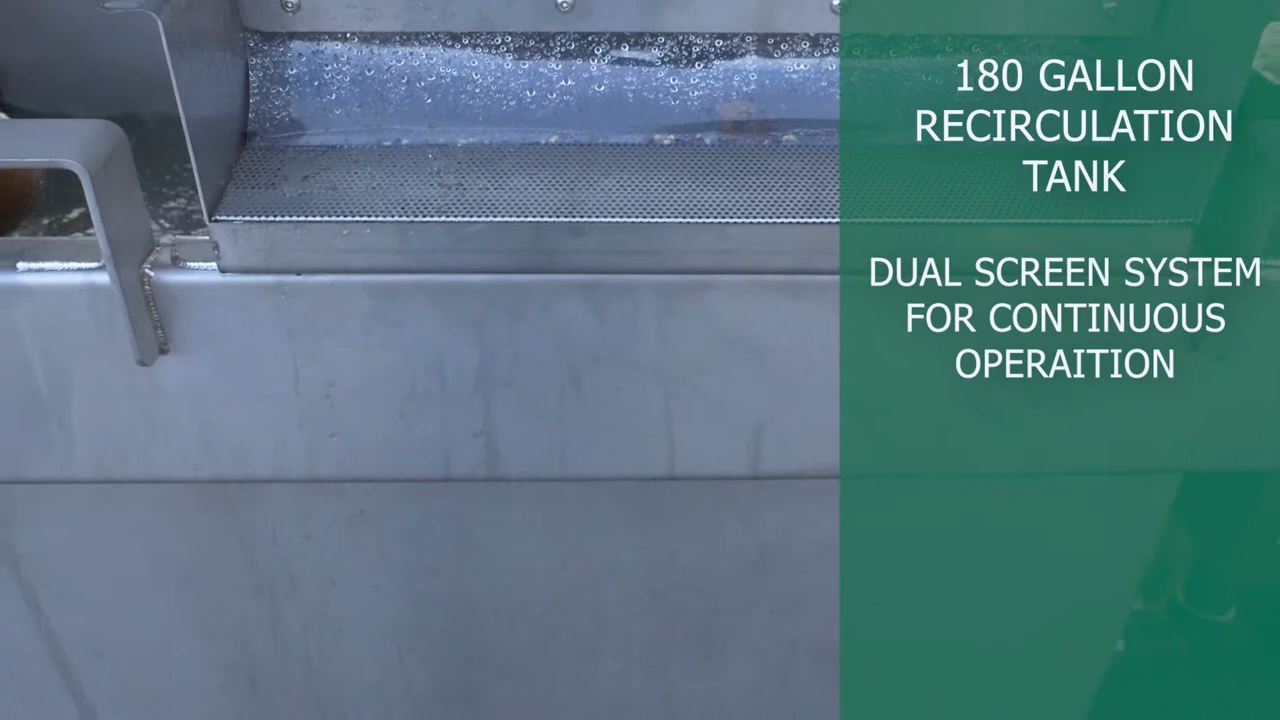 180 GALLON
RECIRCULATION
TANK
DUAL SCREEN SYSTEM
FOR CONTINUOUS
OPERAITION